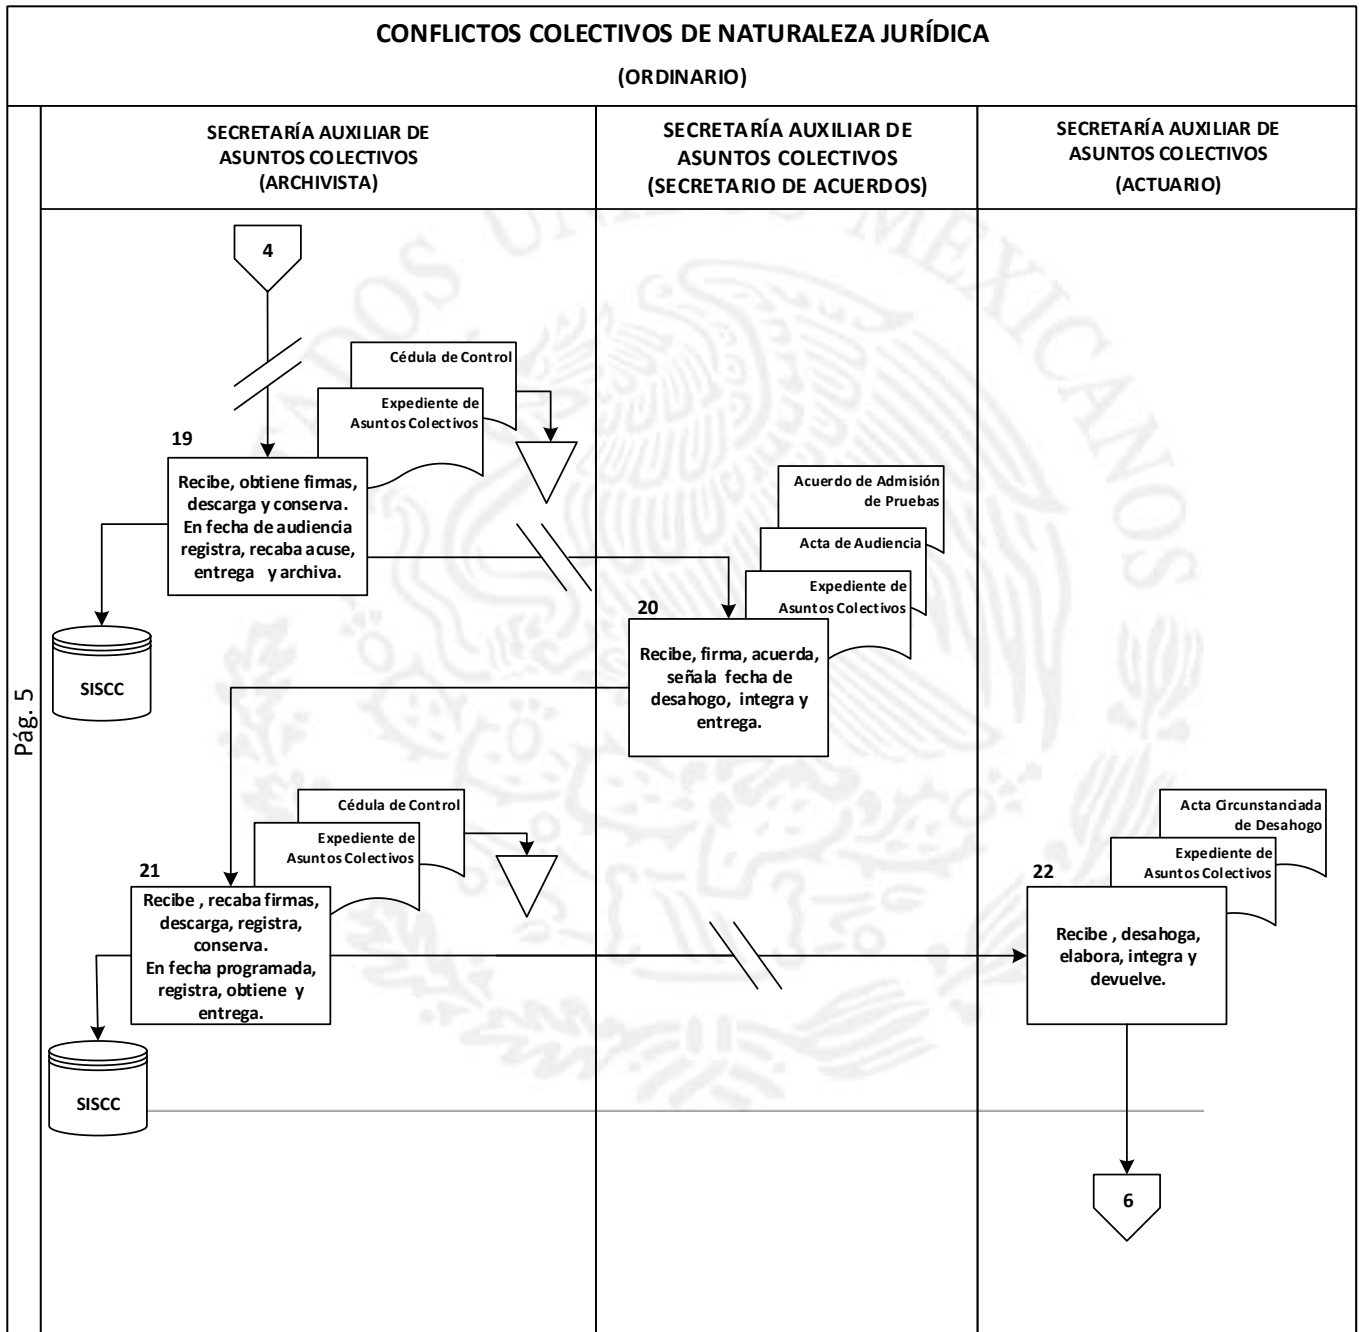 CONFLICTOS COLECTIVOS DE NATURALEZA JURÍDICA
(ORDINARIO)
Pág. 5
SECRETARÍA AUXILIAR DE
ASUNTOS COLECTIVOS
(ARCHIVISTA)
SECRETARÍA AUXILIAR DE
ASUNTOS COLECTIVOS
(SECRETARIO DE ACUERDOS)
SECRETARÍA AUXILIAR DE
ASUNTOS COLECTIVOS
(ACTUARIO)
ESTADOS UNIDOS MEXICANOS
4
Cédula de Control
Expediente de
Asuntos Colectivos
19
Recibe, obtiene firmas,
descarga y conserva.
En fecha de audiencia
registra, recaba acuse,
entrega y archiva.
SISCC
Acuerdo de Admisión
de Pruebas
Acta de Audiencia
Expediente de
Asuntos Colectivos
20
Recibe, firma, acuerda,
señala fecha de
desahogo, integra y
entrega.
Cédula de Control
Expediente de
Asuntos Colectivos
21
Recibe , recaba firmas,
descarga, registra,
conserva.
En fecha programada,
registra, obtiene y
entrega.
SISCC
Acta Circunstanciada
de Desahogo
Expediente de
Asuntos Colectivos
22
Recibe , desahoga,
elabora, integra y
devuelve.
6